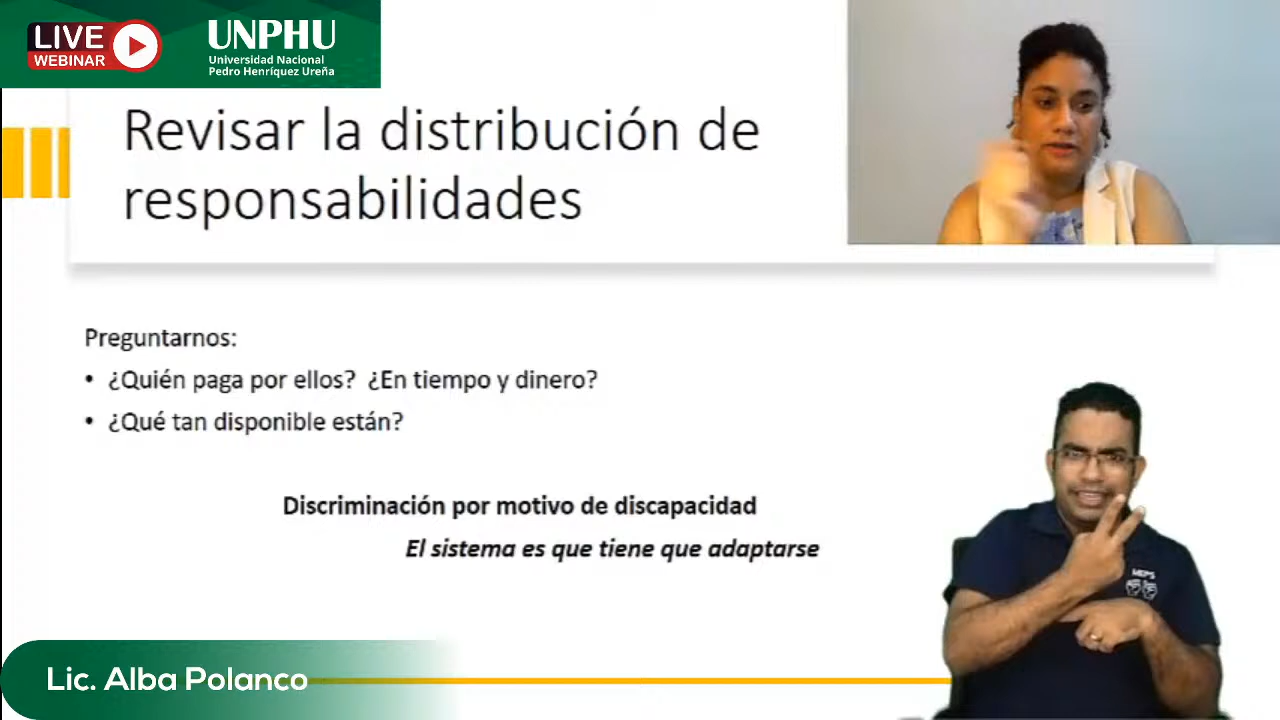 LIVE
WEBINAR
UNPHU
Universidad Nacional
Pedro Henríquez Ureña
Revisar la distribución de
responsabilidades
Preguntarnos:
• ¿Quién paga por ellos? ¿En tiempo y dinero?
• ¿Qué tan disponible están?
Discriminación por motivo de discapacidad
El sistema es que tiene que adaptarse
Lic. Alba Polanco